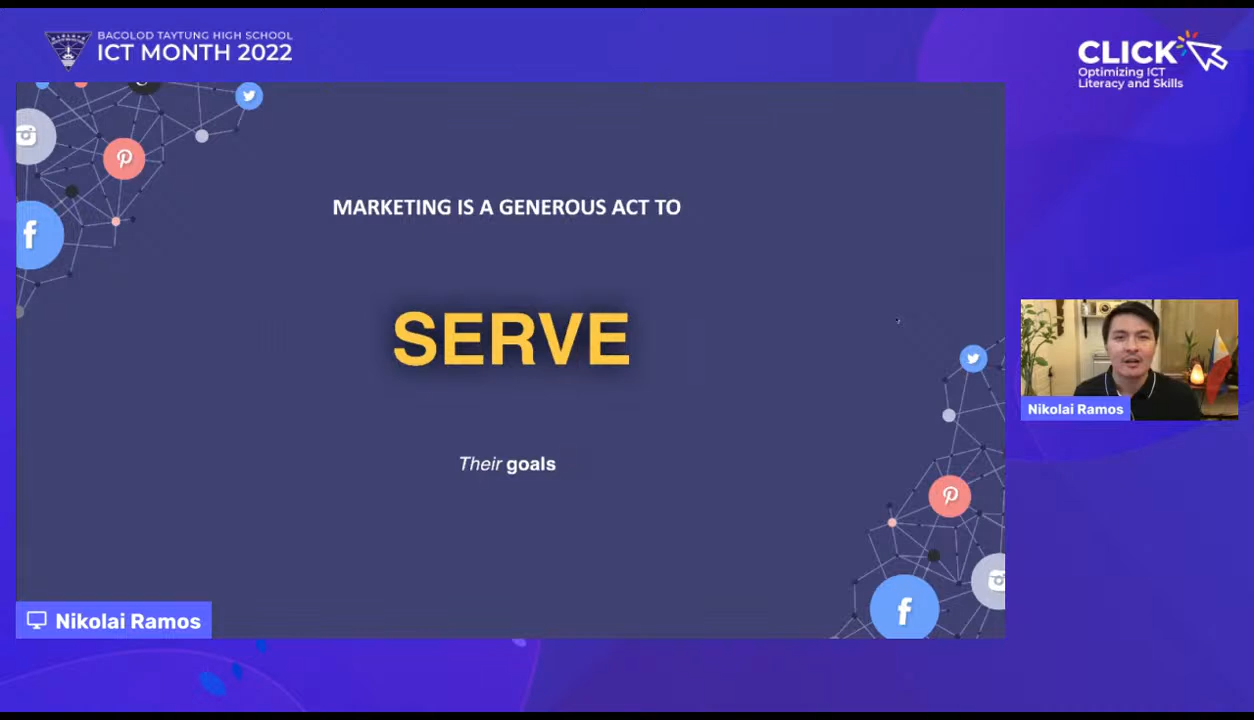 BACOLOD TAYTUNG HIGH SCHOOL
ICT MONTH 2022
CLICK
Optimizing ICT
Literacy and Skills
MARKETING IS A GENEROUS ACT TO
SERVE
Their goals
Nikolai Ramos
Nikolai Ramos